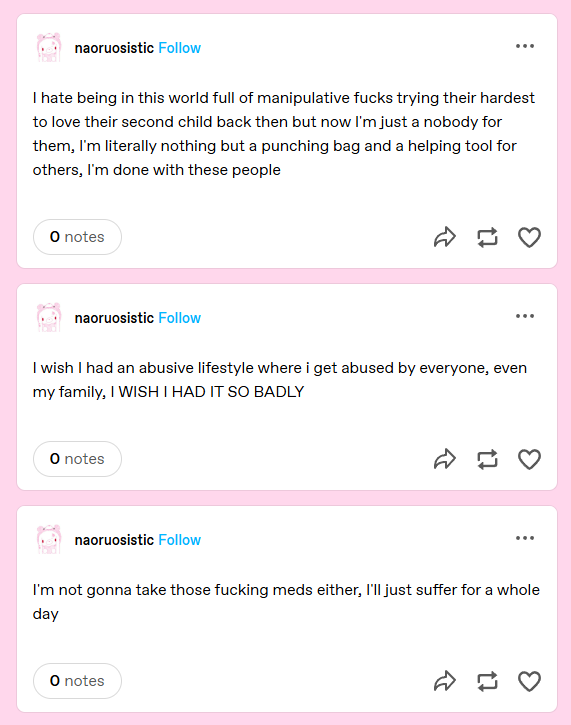 naoruosistic Follow
I hate being in this world full of manipulative fucks trying their hardest
to love their second child back then but now I'm just a nobody for
them, I'm literally nothing but a punching bag and a helping tool for
others, I'm done with these people
0 notes
naoruosistic Follow
I wish I had an abusive lifestyle where i get abused by everyone, even
my family, I WISH I HAD IT SO BADLY
0 notes
naoruosistic Follow
I'm not gonna take those fucking meds either, I'll just suffer for a whole
day
0 notes